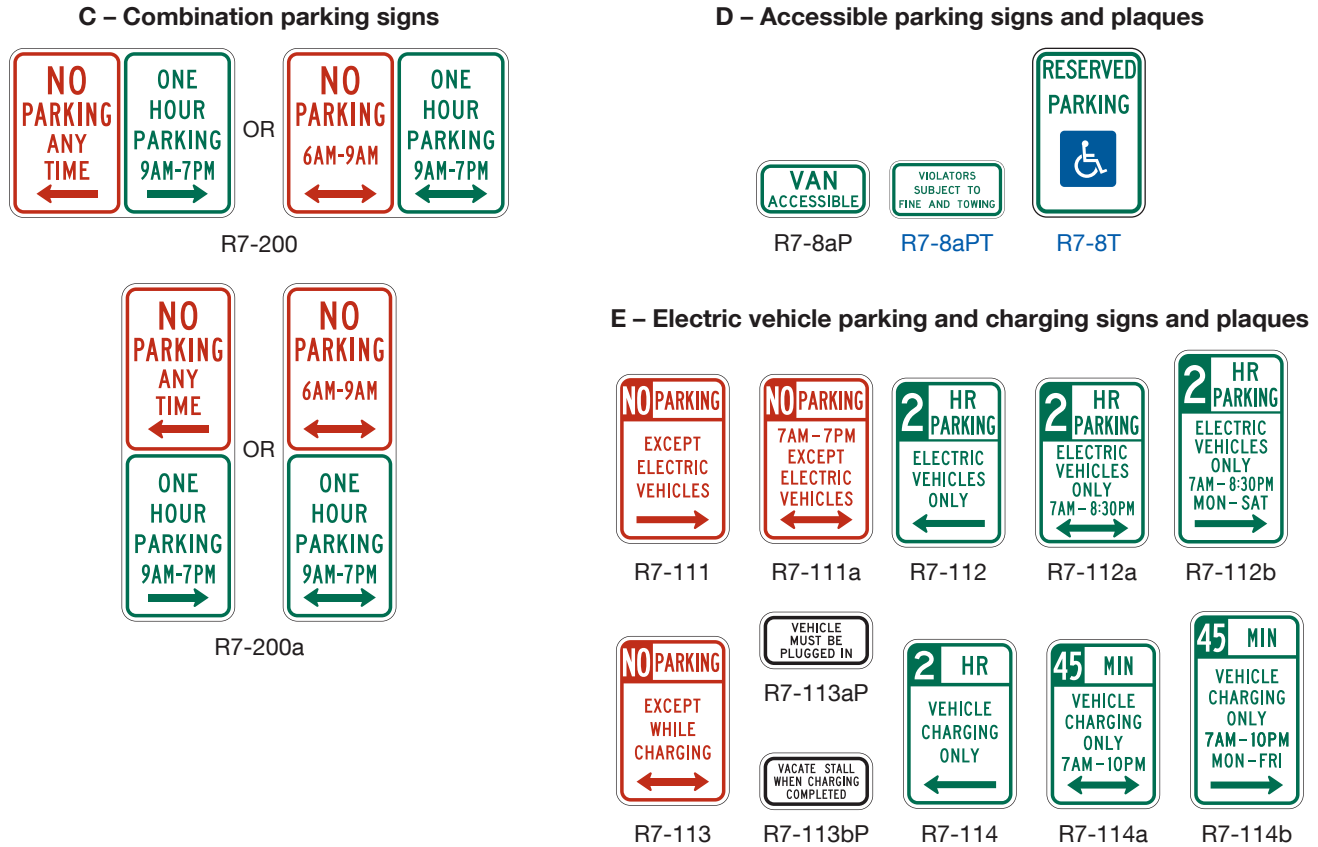 C – Combination parking signs
NO
PARKING
ANY
TIME
ONE
HOUR
PARKING
9AM-7PM
OR
NO
PARKING
6AM-9AM
ONE
HOUR
PARKING
9AM-7PM
R7-200
NO
PARKING
ANY
TIME
ONE
HOUR
PARKING
9AM-7PM
OR
NO
PARKING
6AM-9AM
ONE
HOUR
PARKING
9AM-7PM
R7-200a
D – Accessible parking signs and plaques
VAN
ACCESSIBLE
R7-8aP
VIOLATORS
SUBJECT TO
FINE AND TOWING
R7-8aPT
RESERVED
PARKING
R7-8T
E – Electric vehicle parking and charging signs and plaques
NO PARKING
EXCEPT
ELECTRIC
VEHICLES
R7-111
NO PARKING
7AM–7PM
EXCEPT
ELECTRIC
VEHICLES
R7-111a
2 HR
PARKING
ELECTRIC
VEHICLES
ONLY
R7-112
2 HR
PARKING
ELECTRIC
VEHICLES
ONLY
7AM–8:30PM
R7-112a
2 HR
PARKING
ELECTRIC
VEHICLES
ONLY
7AM–8:30PM
MON–SAT
R7-112b
NO PARKING
EXCEPT
WHILE
CHARGING
R7-113
VEHICLE
MUST BE
PLUGGED IN
R7-113aP
VACATE STALL
WHEN CHARGING
COMPLETED
R7-113bP
2 HR
VEHICLE
CHARGING
ONLY
R7-114
45 MIN
VEHICLE
CHARGING
ONLY
7AM–10PM
R7-114a
45 MIN
VEHICLE
CHARGING
ONLY
7AM–10PM
MON–FRI
R7-114b